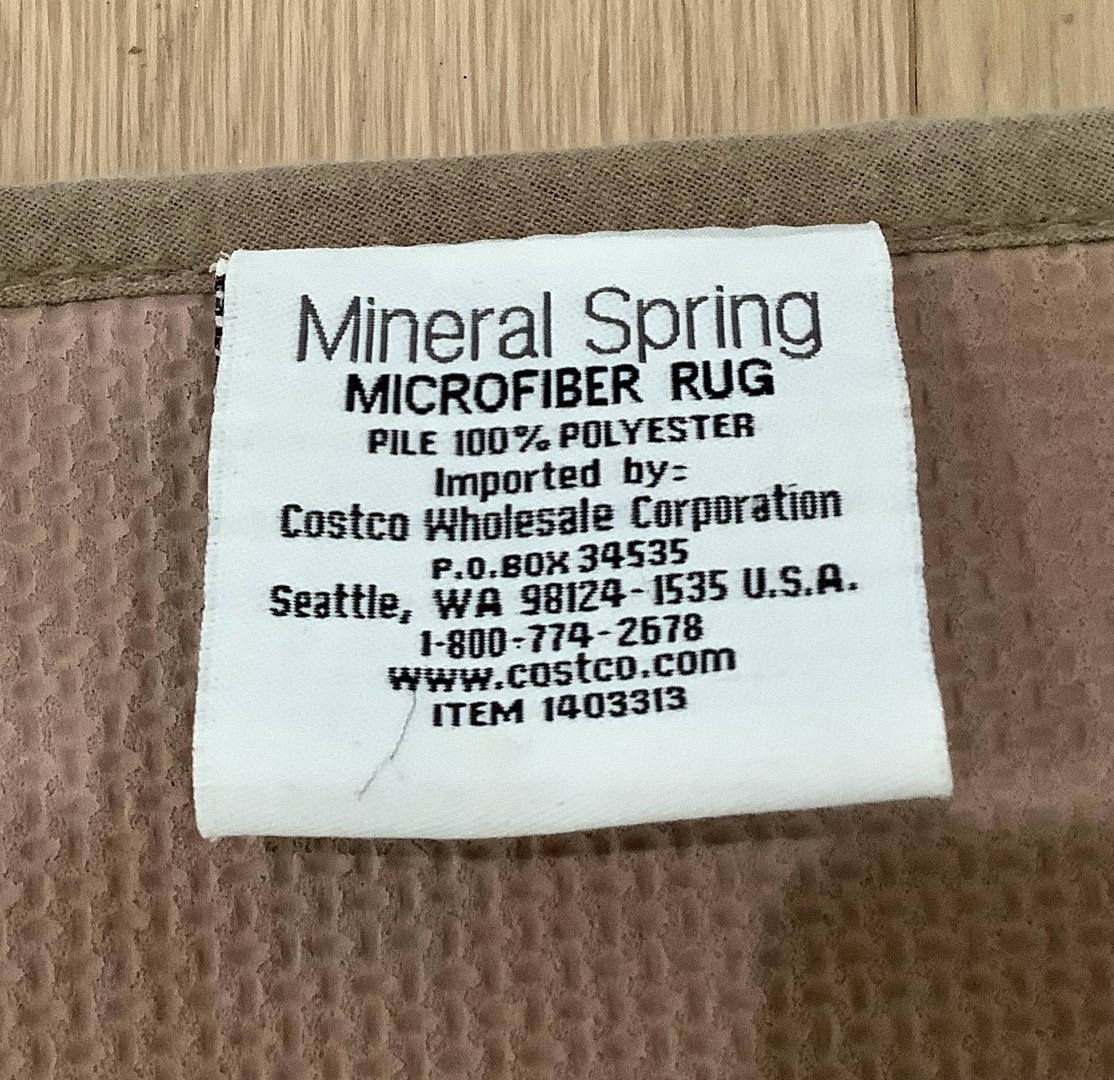 Mineral Spring
MICROFIBER RUG
PILE 100% POLYESTER
Imported by:
Costco Wholesale Corporation
P.O.BOX 34535
Seattle, WA 98124-1535 U.S.A.
1-800-774-2678
www.costco.com
ITEM 1403313